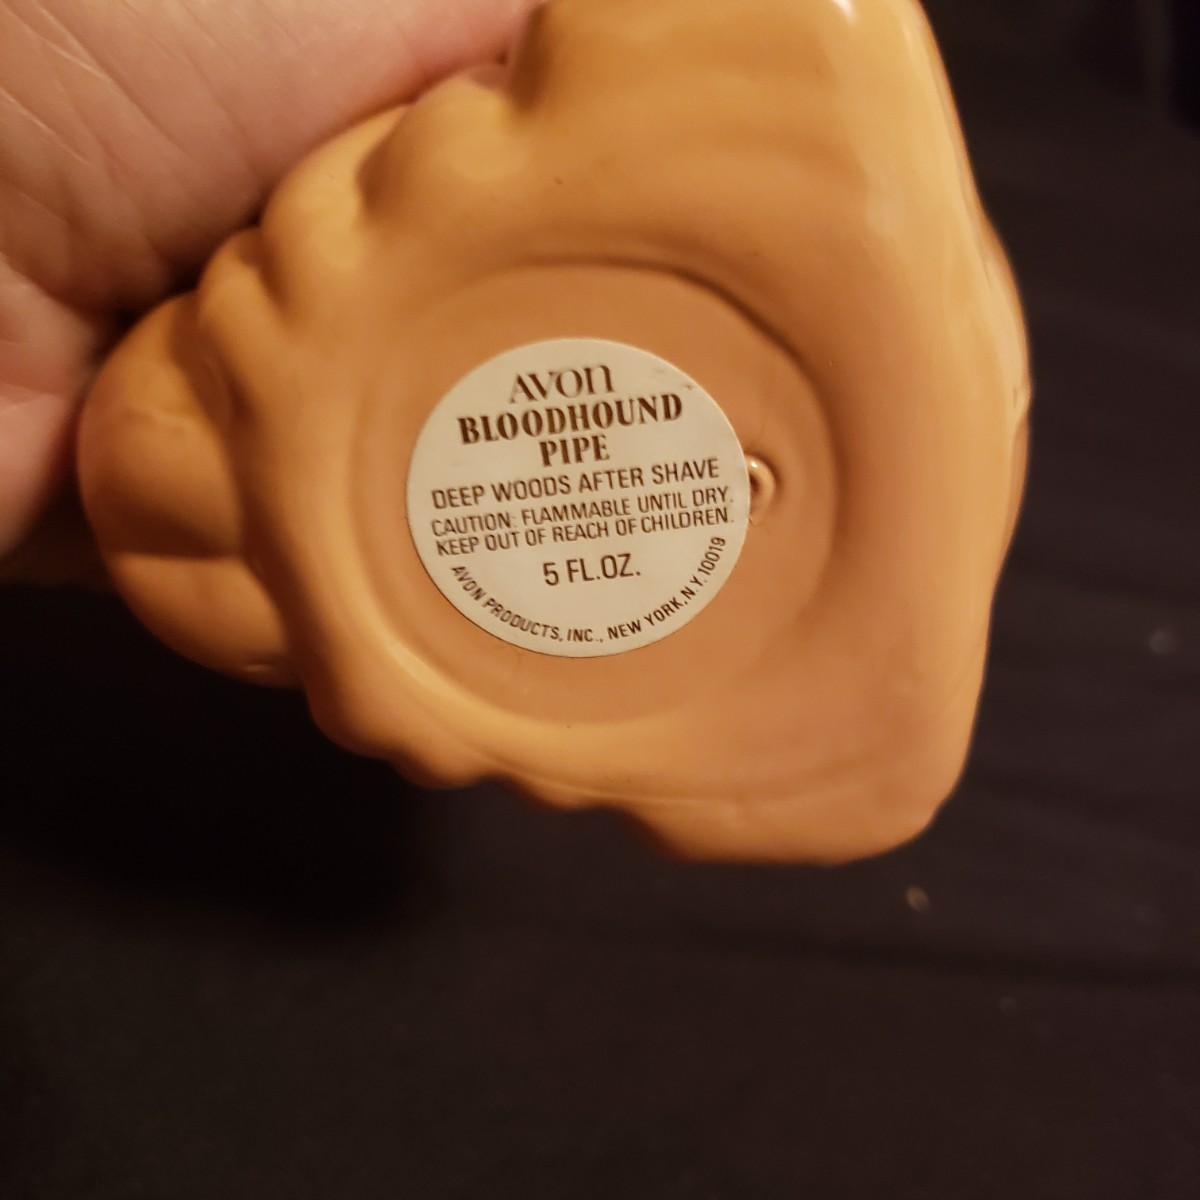 AVON
BLOODHOUND
PIPE
DEEP WOODS AFTER SHAVE
CAUTION: FLAMMABLE UNTIL DRY.
KEEP OUT OF REACH OF CHILDREN.
5 FL.OZ.
AVON PRODUCTS, INC., NEW YORK, N.Y. 10019